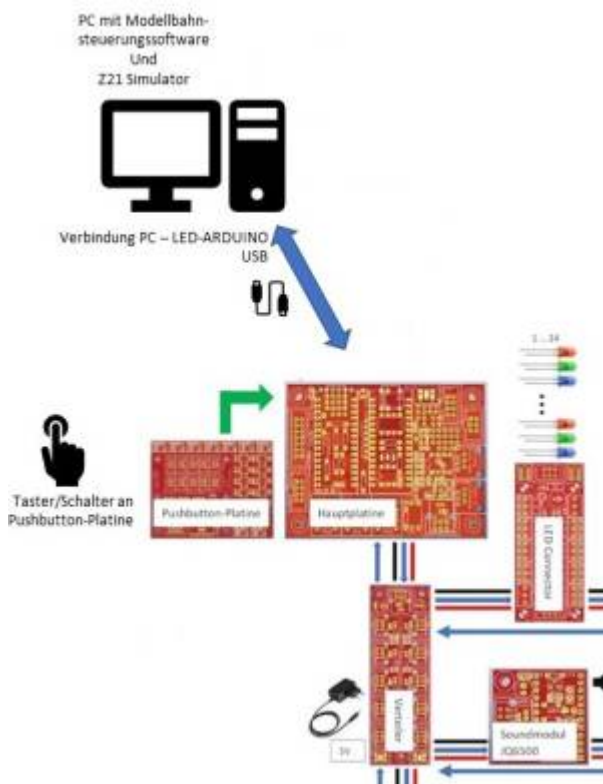 PC mit Modellbahn-
steuerungssoftware
Und
Z21 Simulator
Verbindung PC – LED-ARDUINO
USB
1 ...
Taster/Schalter an
Pushbutton-Platine
Pushbutton-Platine
Hauptplatine
LED Connector
Verteiler
Soundmodul
JQ6500